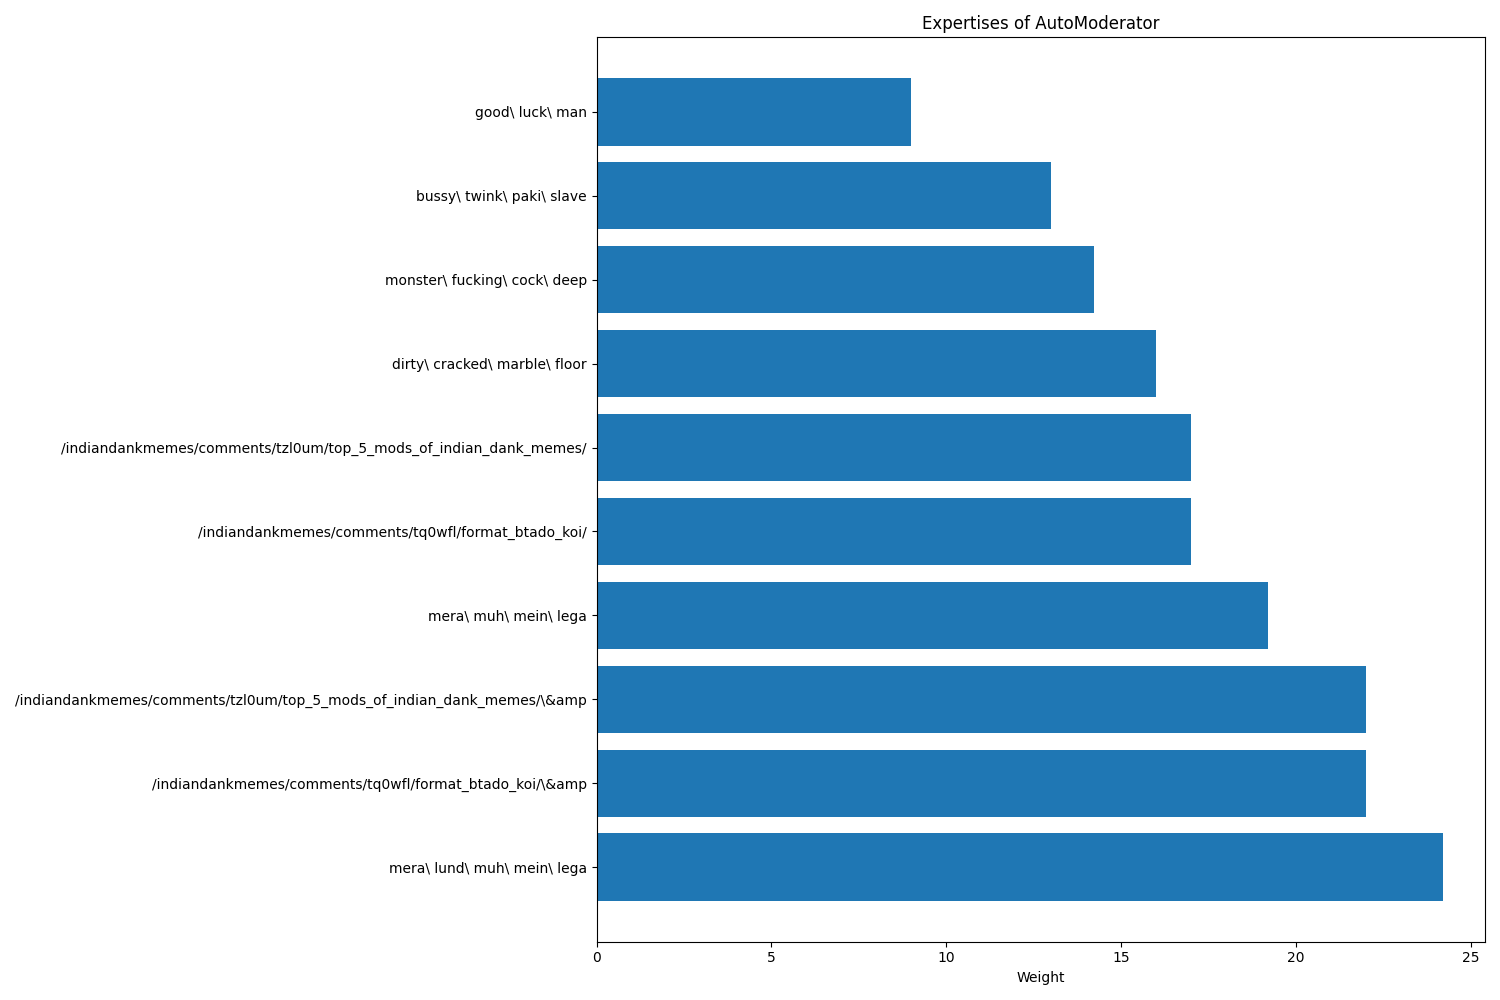 Expertises of AutoModerator
good\ luck\ man
bussy\ twink\ paki\ slave
monster\ fucking\ cock\ deep
dirty\ cracked\ marble\ floor
/indiandankmemes/comments/tzl0um/top_5_mods_of_indian_dank_memes/
/indiandankmemes/comments/tq0wfl/format_btado_koi/
mera\ muh\ mein\ lega
/indiandankmemes/comments/tzl0um/top_5_mods_of_indian_dank_memes/\&amp
/indiandankmemes/comments/tq0wfl/format_btado_koi/\&amp
mera\ lund\ muh\ mein\ lega
0 5 10 15 20 25
Weight